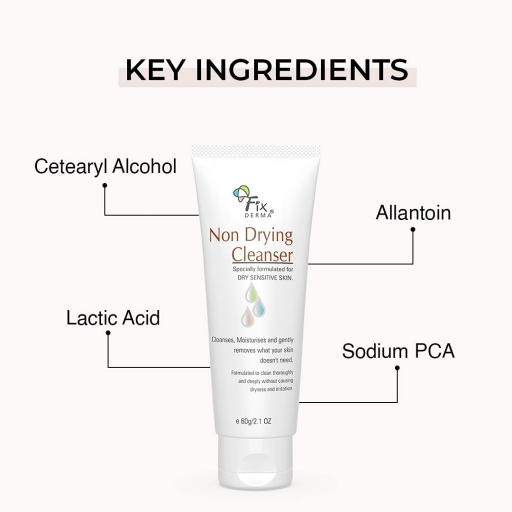 KEY INGREDIENTS
Cetearyl Alcohol
Allantoin
Lactic Acid
Sodium PCA
Fix®
DERMA
Non Drying
Cleanser
Specially formulated for
DRY SENSITIVE SKIN.
Cleanses, Moisturises and gently
removes what your skin
doesn't need.
Formulated to clean thoroughly
and deeply without causing
dryness and irritation.
e 60g/2.1 OZ